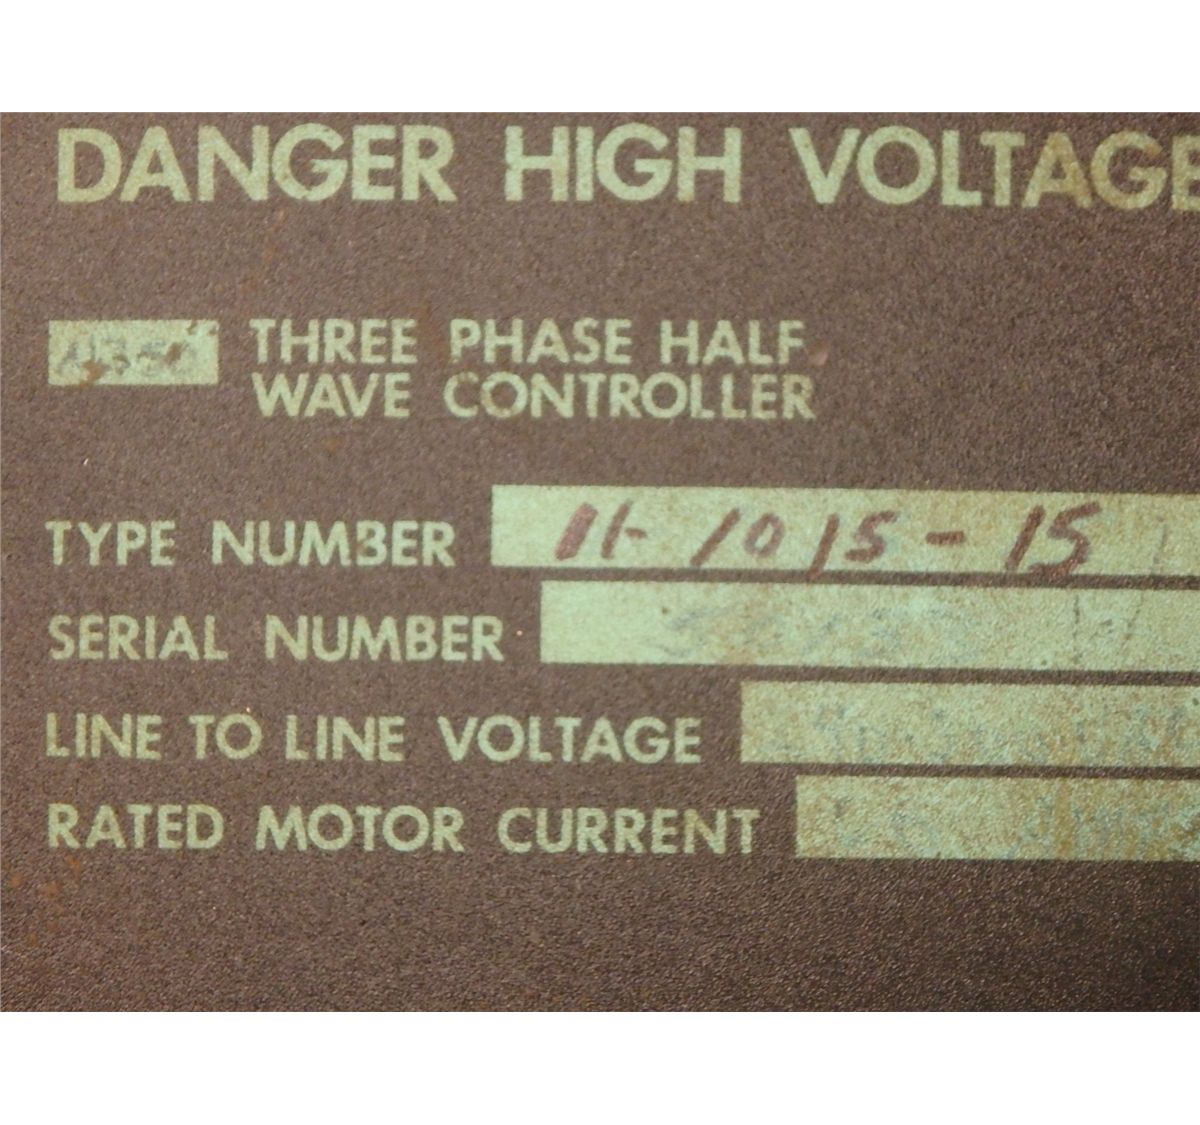 DANGER HIGH VOLTAGE
THREE PHASE HALF
WAVE CONTROLLER
TYPE NUMBER 11-1015-15
SERIAL NUMBER
LINE TO LINE VOLTAGE
RATED MOTOR CURRENT